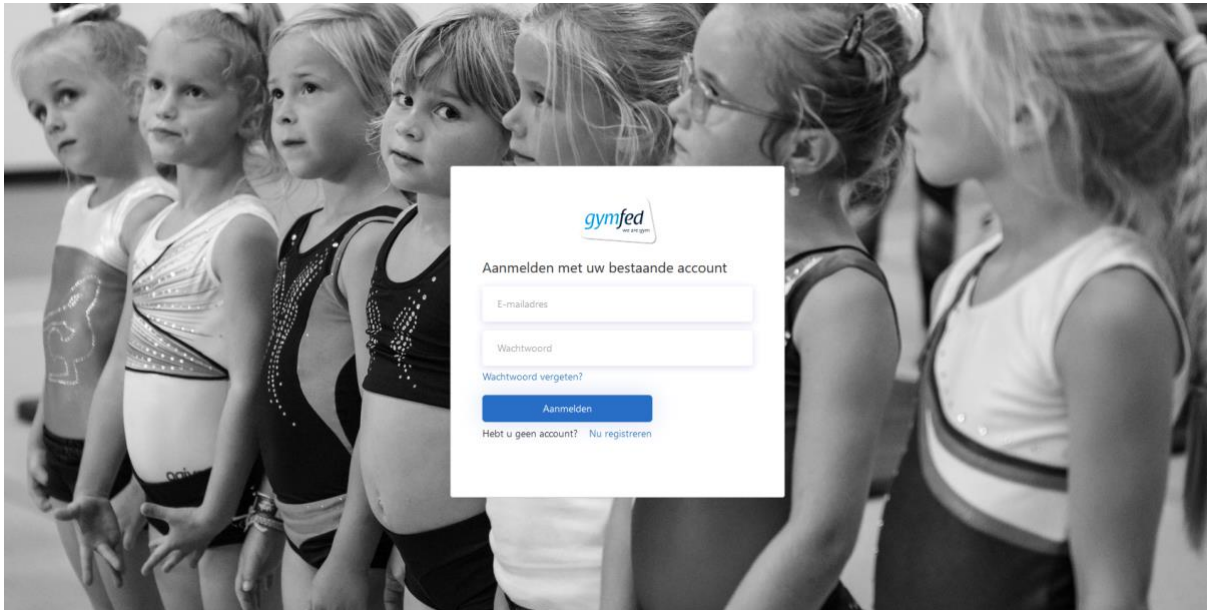 gymfed
we are gym
Aanmelden met uw bestaande account
E-mailadres
Wachtwoord
Wachtwoord vergeten?
Aanmelden
Hebt u geen account? Nu registreren